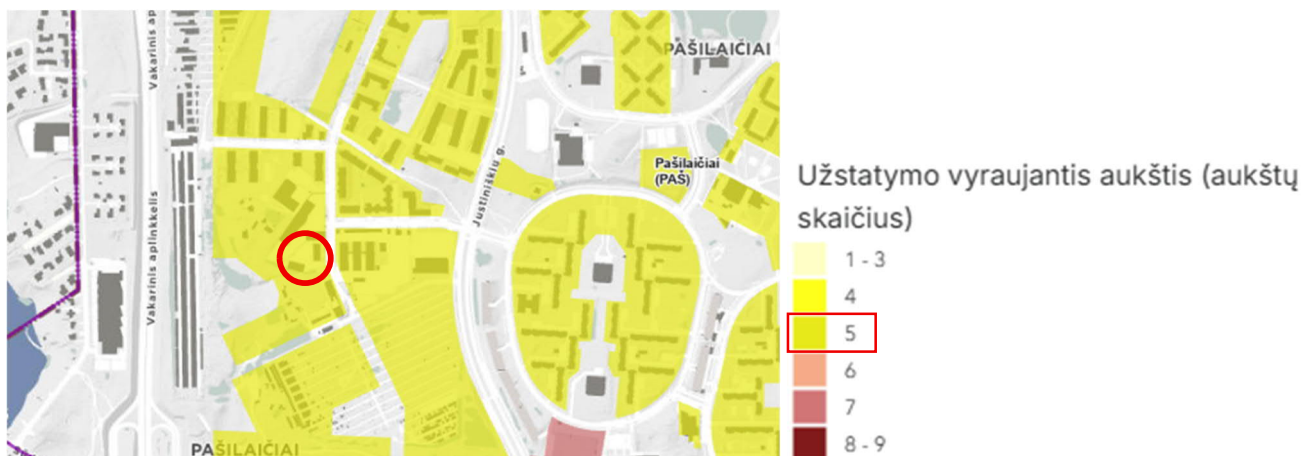 Vakarinis ap
PAŠILAIČIAI
Pašilaičiai
(PAŠ)
Justiniškių g.
Vakarinis aplinkkelis
PAŠILAIČIAI
Užstatymo vyraujantis aukštis (aukštų
skaičius)
1 - 3
4
5
6
7
8 - 9